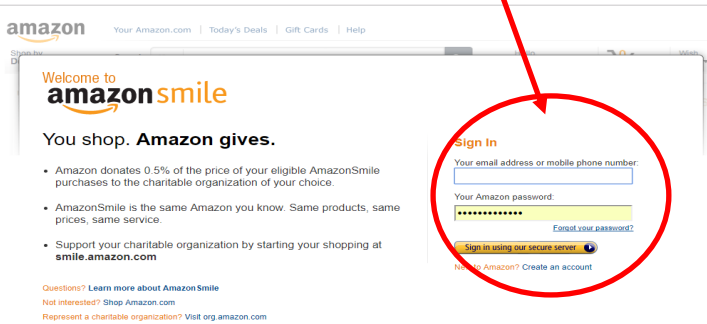 amazon
Your Amazon.com | Today's Deals | Gift Cards | Help
Shop by
Wish
Welcome to
amazonsmile
You shop. Amazon gives.
• Amazon donates 0.5% of the price of your eligible AmazonSmile
purchases to the charitable organization of your choice.
• AmazonSmile is the same Amazon you know. Same products, same
prices, same service.
• Support your charitable organization by starting your shopping at
smile.amazon.com
Questions? Learn more about AmazonSmile
Not interested? Shop Amazon.com
Represent a charitable organization? Visit org.amazon.com
Sign In
Your email address or mobile phone number:
Your Amazon password:
•••••••••••••
Forgot your password?
Sign in using our secure server
New to Amazon? Create an account